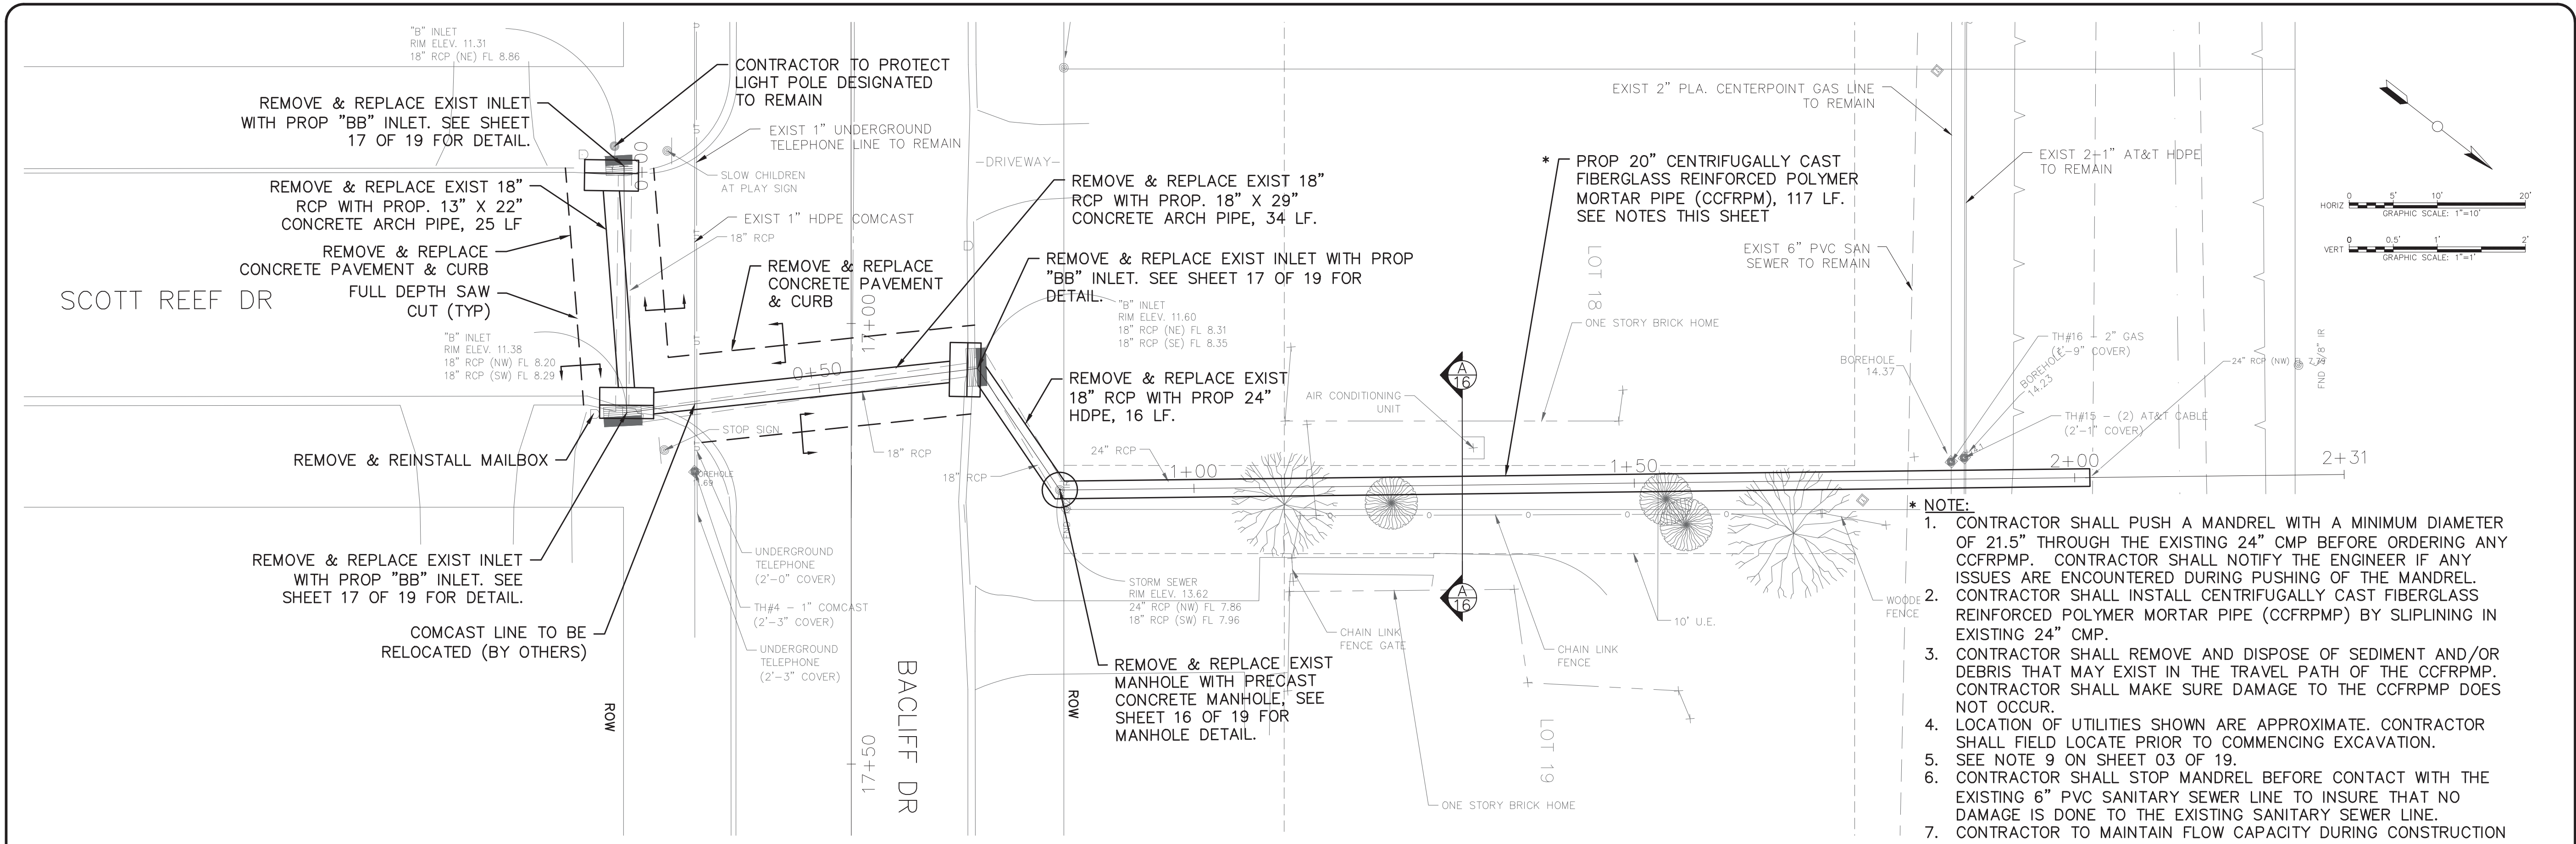 "B" INLET
RIM ELEV. 11.31
18" RCP (NE) FL 8.86
CONTRACTOR TO PROTECT
LIGHT POLE DESIGNATED
TO REMAIN
REMOVE & REPLACE EXIST INLET
WITH PROP "BB" INLET. SEE SHEET
17 OF 19 FOR DETAIL.
EXIST 1" UNDERGROUND
TELEPHONE LINE TO REMAIN
SLOW CHILDREN
AT PLAY SIGN
REMOVE & REPLACE EXIST 18"
RCP WITH PROP. 13" X 22"
CONCRETE ARCH PIPE, 25 LF
EXIST 1" HDPE COMCAST
18" RCP
REMOVE & REPLACE
CONCRETE PAVEMENT & CURB
FULL DEPTH SAW
CUT (TYP)
SCOTT REEF DR
0+00
"B" INLET
RIM ELEV. 11.38
18" RCP (NW) FL 8.20
18" RCP (SW) FL 8.29
REMOVE & REPLACE
CONCRETE PAVEMENT
& CURB
17+00
0+50
-DRIVEWAY-
REMOVE & REPLACE EXIST 18"
RCP WITH PROP. 18" X 29"
CONCRETE ARCH PIPE, 34 LF.
REMOVE & REPLACE EXIST INLET WITH PROP
"BB" INLET. SEE SHEET 17 OF 19 FOR
DETAIL.
"B" INLET
RIM ELEV. 11.60
18" RCP (NE) FL 8.31
18" RCP (SE) FL 8.35
REMOVE & REPLACE EXIST
18" RCP WITH PROP 24"
HDPE, 16 LF.
STOP SIGN
18" RCP
18" RCP
24" RCP
REMOVE & REINSTALL MAILBOX
BOREHOLE
REMOVE & REPLACE EXIST INLET
WITH PROP "BB" INLET. SEE
SHEET 17 OF 19 FOR DETAIL.
COMCAST LINE TO BE
RELOCATED (BY OTHERS)
UNDERGROUND
TELEPHONE
(2'-0" COVER)
TH#4 - 1" COMCAST
(2'-3" COVER)
UNDERGROUND
TELEPHONE
(2'-3" COVER)
ROW
17+50
BACLIFF DR
ROW
STORM SEWER
RIM ELEV. 13.62
24" RCP (NW) FL 7.86
18" RCP (SW) FL 7.96
REMOVE & REPLACE EXIST
MANHOLE WITH PRECAST
CONCRETE MANHOLE, SEE
SHEET 16 OF 19 FOR
MANHOLE DETAIL.
* PROP 20" CENTRIFUGALLY CAST
FIBERGLASS REINFORCED POLYMER
MORTAR PIPE (CCFRPM), 117 LF.
SEE NOTES THIS SHEET
LOT 18
ONE STORY BRICK HOME
AIR CONDITIONING
UNIT
A
16
1+00
1+50
2+00
2+31
A
16
CHAIN LINK
FENCE GATE
CHAIN LINK
FENCE
10' U.E.
LOT 19
ONE STORY BRICK HOME
EXIST 2" PLA. CENTERPOINT GAS LINE
TO REMAIN
EXIST 6" PVC SAN
SEWER TO REMAIN
EXIST 2-1" AT&T HDPE
TO REMAIN
BOREHOLE
14.37
BOREHOLE
14.23
TH#16 - 2" GAS
TH#15 - (2) AT&T CABLE
(2'-1" COVER)
24" RCP (NW)
FND 5/8" IR
HORIZ
0 5' 10' 20'
GRAPHIC SCALE: 1"=10'
VERT
0 0.5' 1' 2'
GRAPHIC SCALE: 1"=1'
WOODE
FENCE
* NOTE:
1. CONTRACTOR SHALL PUSH A MANDREL WITH A MINIMUM DIAMETER
OF 21.5" THROUGH THE EXISTING 24" CMP BEFORE ORDERING ANY
CCFRPMP. CONTRACTOR SHALL NOTIFY THE ENGINEER IF ANY
ISSUES ARE ENCOUNTERED DURING PUSHING OF THE MANDREL.
2. CONTRACTOR SHALL INSTALL CENTRIFUGALLY CAST FIBERGLASS
REINFORCED POLYMER MORTAR PIPE (CCFRPMP) BY SLIPLINING IN
EXISTING 24" CMP.
3. CONTRACTOR SHALL REMOVE AND DISPOSE OF SEDIMENT AND/OR
DEBRIS THAT MAY EXIST IN THE TRAVEL PATH OF THE CCFRPMP.
CONTRACTOR SHALL MAKE SURE DAMAGE TO THE CCFRPMP DOES
NOT OCCUR.
4. LOCATION OF UTILITIES SHOWN ARE APPROXIMATE. CONTRACTOR
SHALL FIELD LOCATE PRIOR TO COMMENCING EXCAVATION.
5. SEE NOTE 9 ON SHEET 03 OF 19.
6. CONTRACTOR SHALL STOP MANDREL BEFORE CONTACT WITH THE
EXISTING 6" PVC SANITARY SEWER LINE TO INSURE THAT NO
DAMAGE IS DONE TO THE EXISTING SANITARY SEWER LINE.
7. CONTRACTOR TO MAINTAIN FLOW CAPACITY DURING CONSTRUCTION